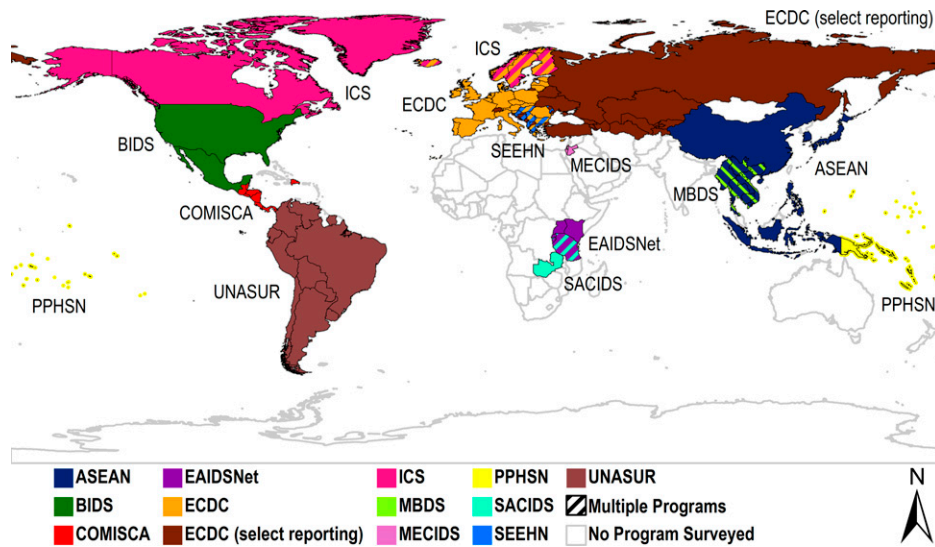 ECDC (select reporting)
ICS
ICS
ECDC
BIDS
SEEHN
MECIDS
ASEAN
MBDS
COMISCA
EAIDSNet
UNASUR
SACIDS
PPHSN
PPHSN
N
ASEAN EAIDSNet ICS PPHSN UNASUR
BIDS ECDC MBDS SACIDS Multiple Programs
COMISCA ECDC (select reporting) MECIDS SEEHN No Program Surveyed